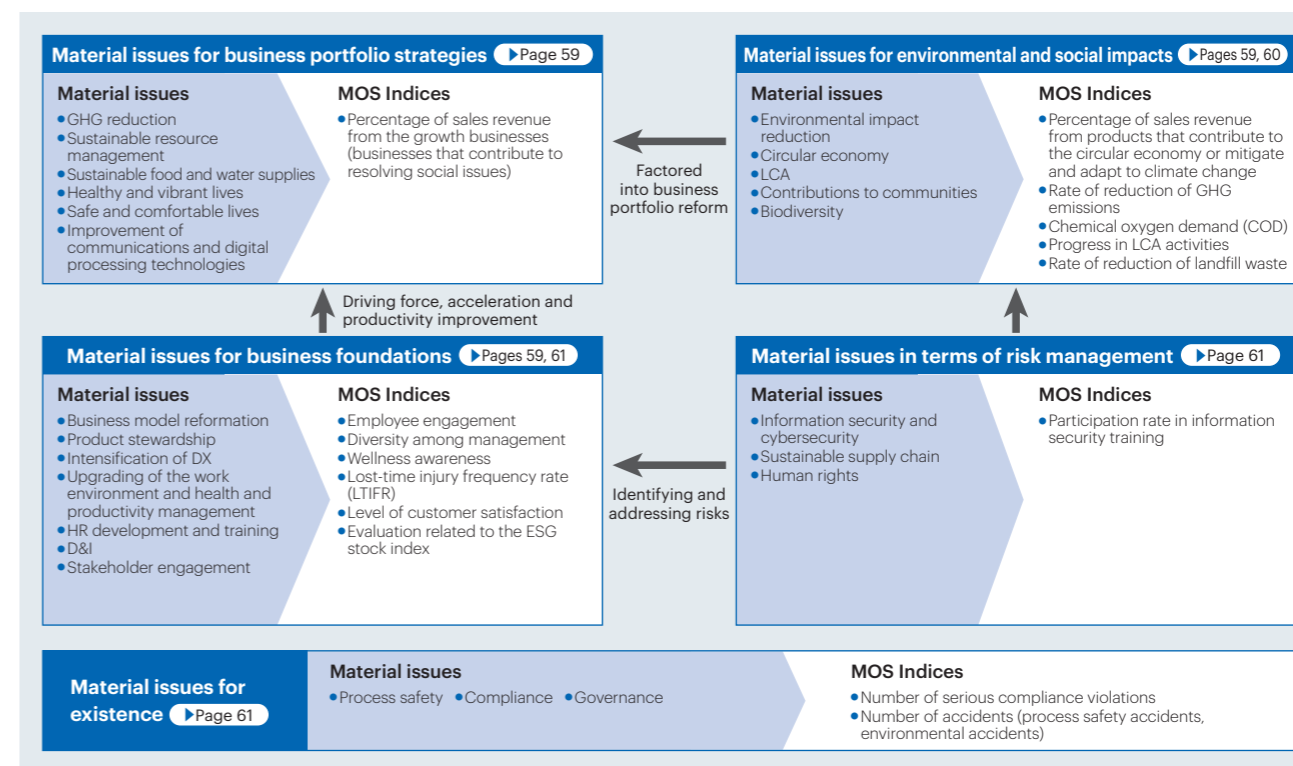 Material issues for business portfolio strategies ▶Page 59
Material issues
•GHG reduction
•Sustainable resource
management
•Sustainable food and water supplies
•Healthy and vibrant lives
•Safe and comfortable lives
•Improvement of
communications and digital
processing technologies
MOS Indices
•Percentage of sales revenue
from the growth businesses
(businesses that contribute to
resolving social issues)
Factored
into business
portfolio reform
Material issues for environmental and social impacts ▶Pages 59, 60
Material issues
•Environmental impact
reduction
•Circular economy
•LCA
•Contributions to communities
•Biodiversity
MOS Indices
•Percentage of sales revenue
from products that contribute to
the circular economy or mitigate
and adapt to climate change
•Rate of reduction of GHG
emissions
•Chemical oxygen demand (COD)
•Progress in LCA activities
•Rate of reduction of landfill waste
Driving force, acceleration and
productivity improvement
Material issues for business foundations ▶Pages 59, 61
Material issues
•Business model reformation
•Product stewardship
•Intensification of DX
•Upgrading of the work
environment and health and
productivity management
•HR development and training
•D&I
•Stakeholder engagement
MOS Indices
•Employee engagement
•Diversity among management
•Wellness awareness
•Lost-time injury frequency rate
(LTIFR)
•Level of customer satisfaction
•Evaluation related to the ESG
stock index
Identifying and
addressing risks
Material issues in terms of risk management ▶Page 61
Material issues
•Information security and
cybersecurity
•Sustainable supply chain
•Human rights
MOS Indices
•Participation rate in information
security training
Material issues for
existence ▶Page 61
Material issues
•Process safety •Compliance •Governance
MOS Indices
•Number of serious compliance violations
•Number of accidents (process safety accidents,
environmental accidents)